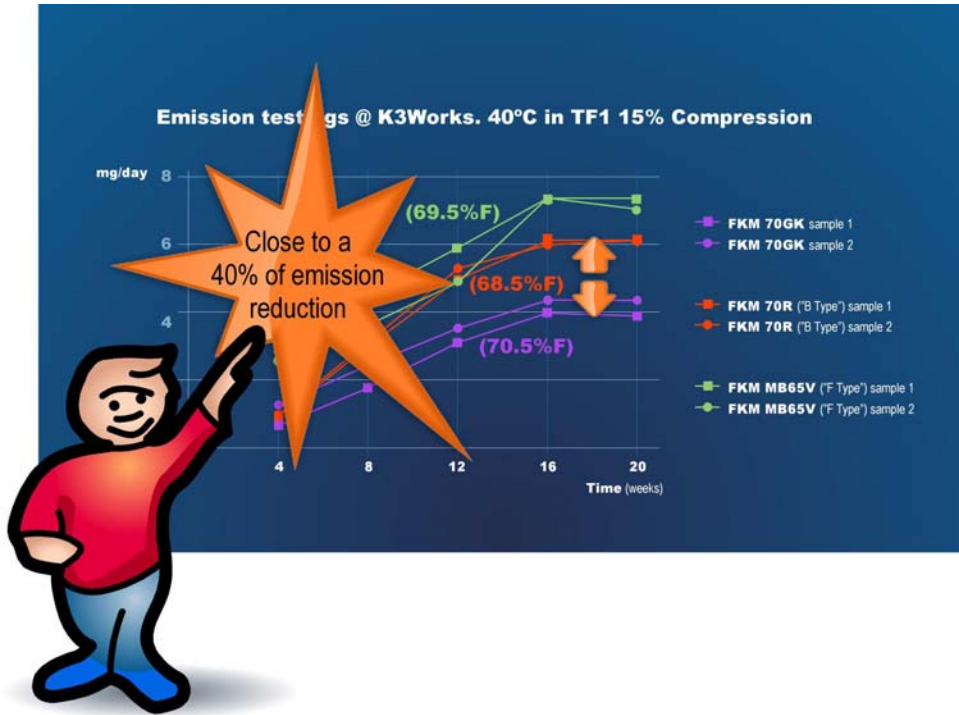 Emission test gs @ K3Works. 40ºC in TF1 15% Compression
mg/day
8
6
4
(69.5%F)
(68.5%F)
(70.5%F)
Close to a
40% of emission
reduction
FKM 70GK sample 1
FKM 70GK sample 2
FKM 70R ("B Type") sample 1
FKM 70R ("B Type") sample 2
FKM MB65V ("F Type") sample 1
FKM MB65V ("F Type") sample 2
4 8 12 16 20
Time (weeks)